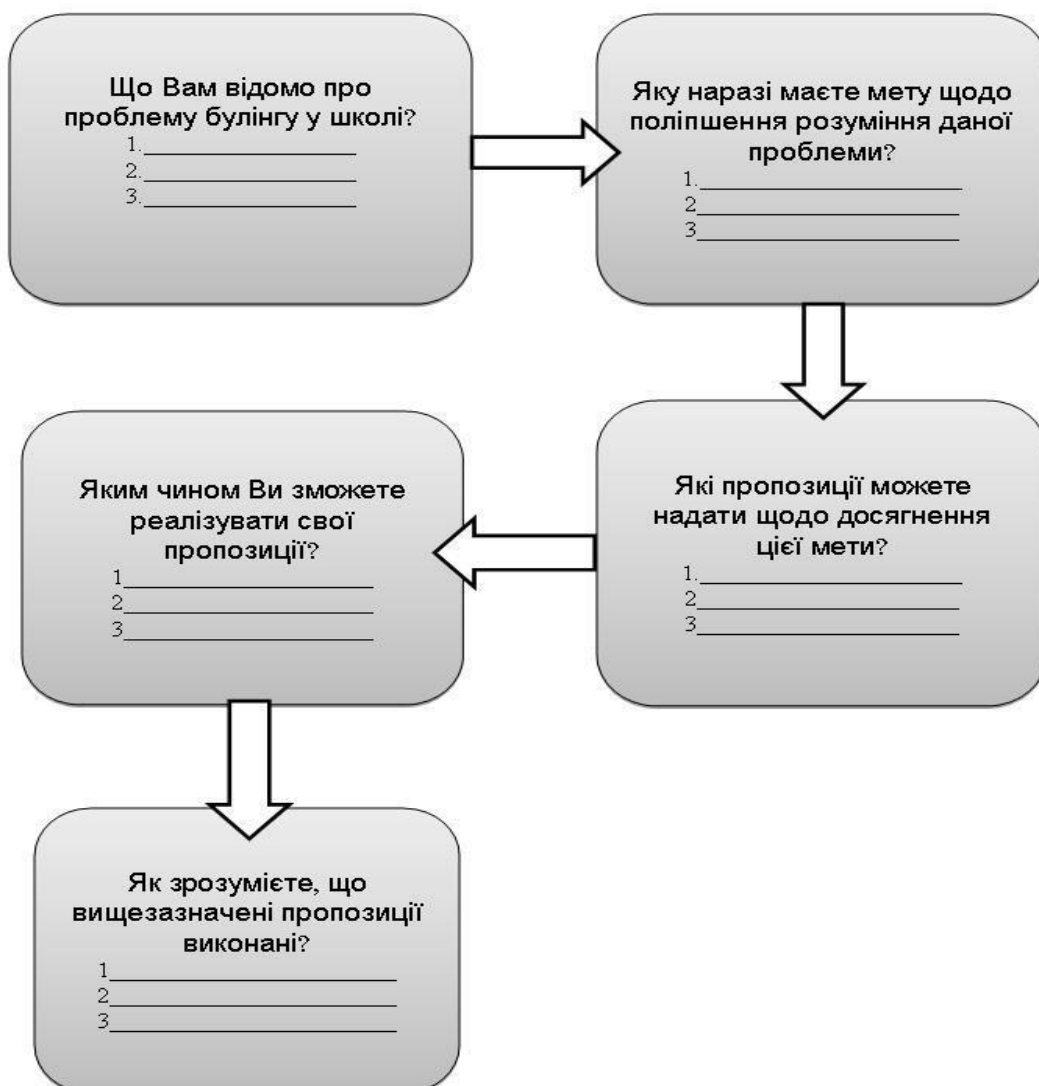 Що Вам відомо про
проблему булінгу у школі?
1.
2.
3.
Яку наразі маєте мету щодо
поліпшення розуміння даної
проблеми?
1.
2
3
Які пропозиції можете
надати щодо досягнення
цієї мети?
1.
2
3
Яким чином Ви зможете
реалізувати свої
пропозиції?
1
2
3
Як зрозумієте, що
вищезазначені пропозиції
виконані?
1
2
3